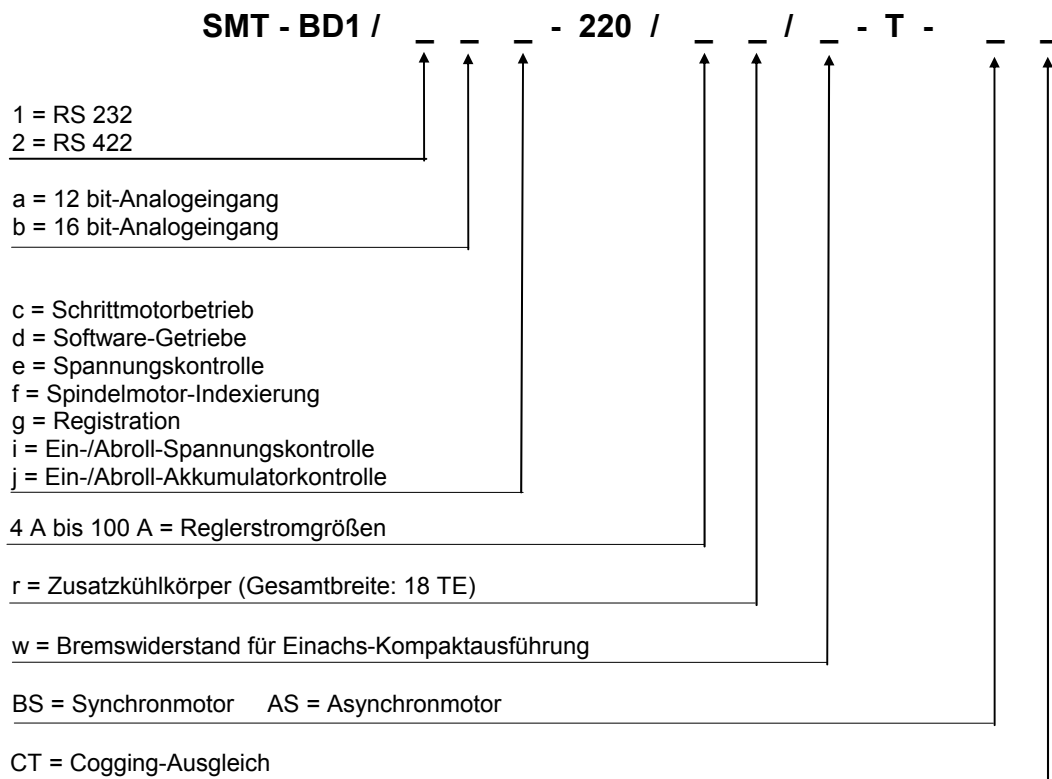 SMT - BD1 / _ _ _ - 220 / _ _ / _ - T - _ _
1 = RS 232
2 = RS 422
a = 12 bit-Analogeingang
b = 16 bit-Analogeingang
c = Schrittmotorbetrieb
d = Software-Getriebe
e = Spannungskontrolle
f = Spindelmotor-Indexierung
g = Registration
i = Ein-/Abroll-Spannungskontrolle
j = Ein-/Abroll-Akkumulatorkontrolle
4 A bis 100 A = Reglerstromgrößen
r = Zusatzkühlkörper (Gesamtbreite: 18 TE)
w = Bremswiderstand für Einachs-Kompaktausführung
BS = Synchronmotor AS = Asynchronmotor
CT = Cogging-Ausgleich